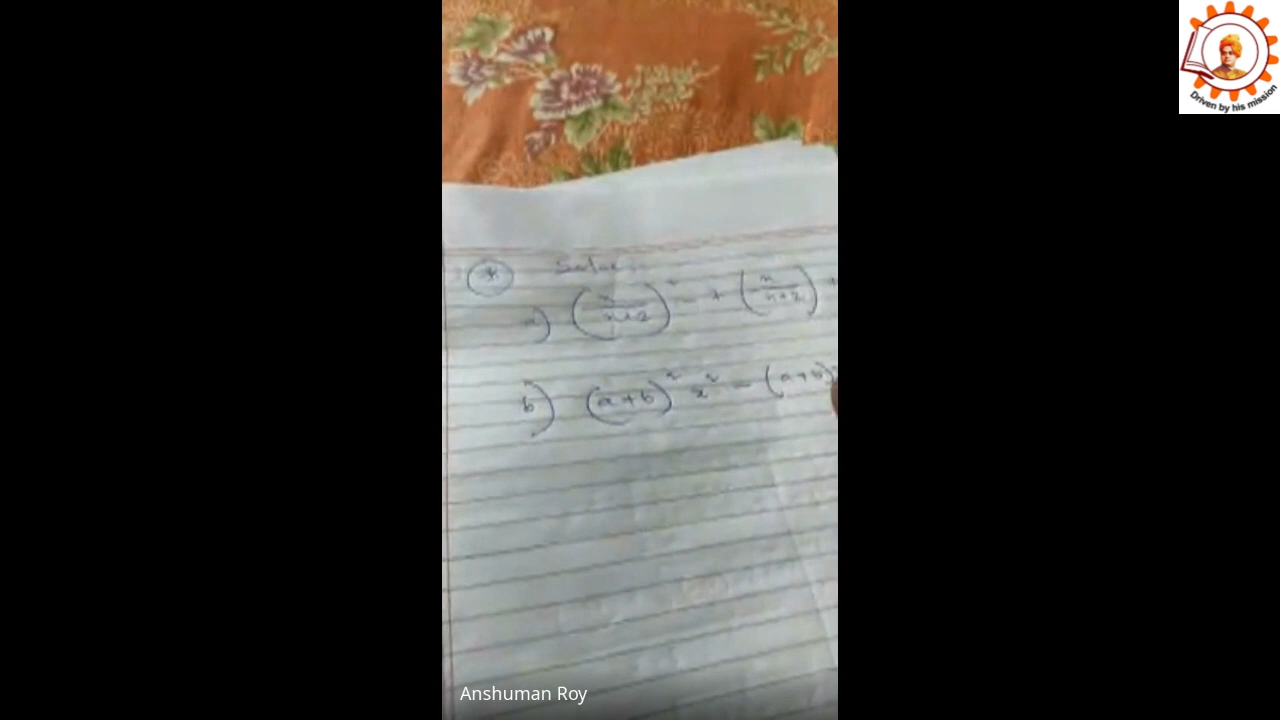 Driven by his mission
* Solve :
a) (x/x+2)² + (x/x+2) +
b) (a+b)² x² - (a+b)
Anshuman Roy